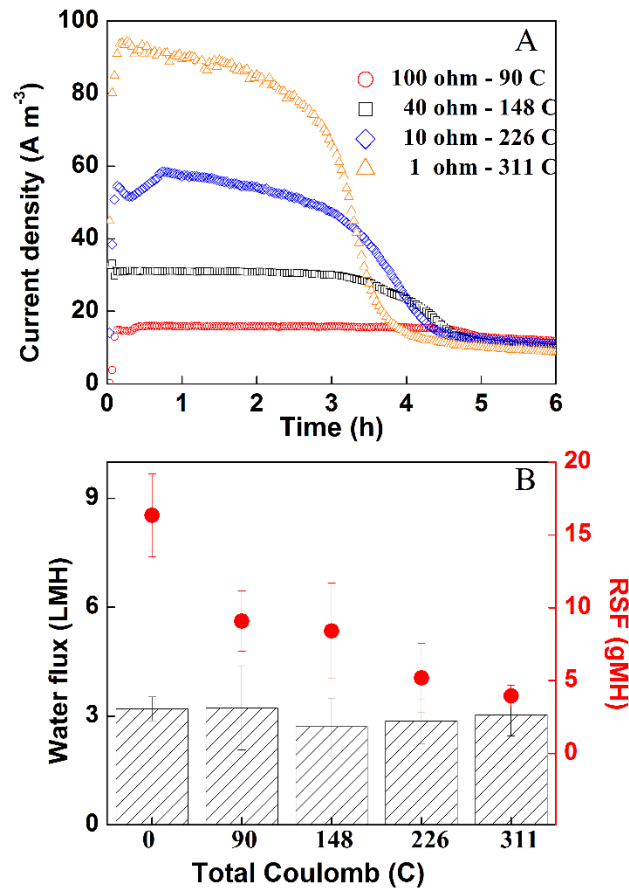 A
100 ohm - 90 C
40 ohm - 148 C
10 ohm - 226 C
1 ohm - 311 C
Current density (A m⁻³)
100
80
60
40
20
0
0 1 2 3 4 5 6
Time (h)
B
Water flux (LMH)
9
6
3
0
RSF (gMH)
20
15
10
5
0
0 90 148 226 311
Total Coulomb (C)